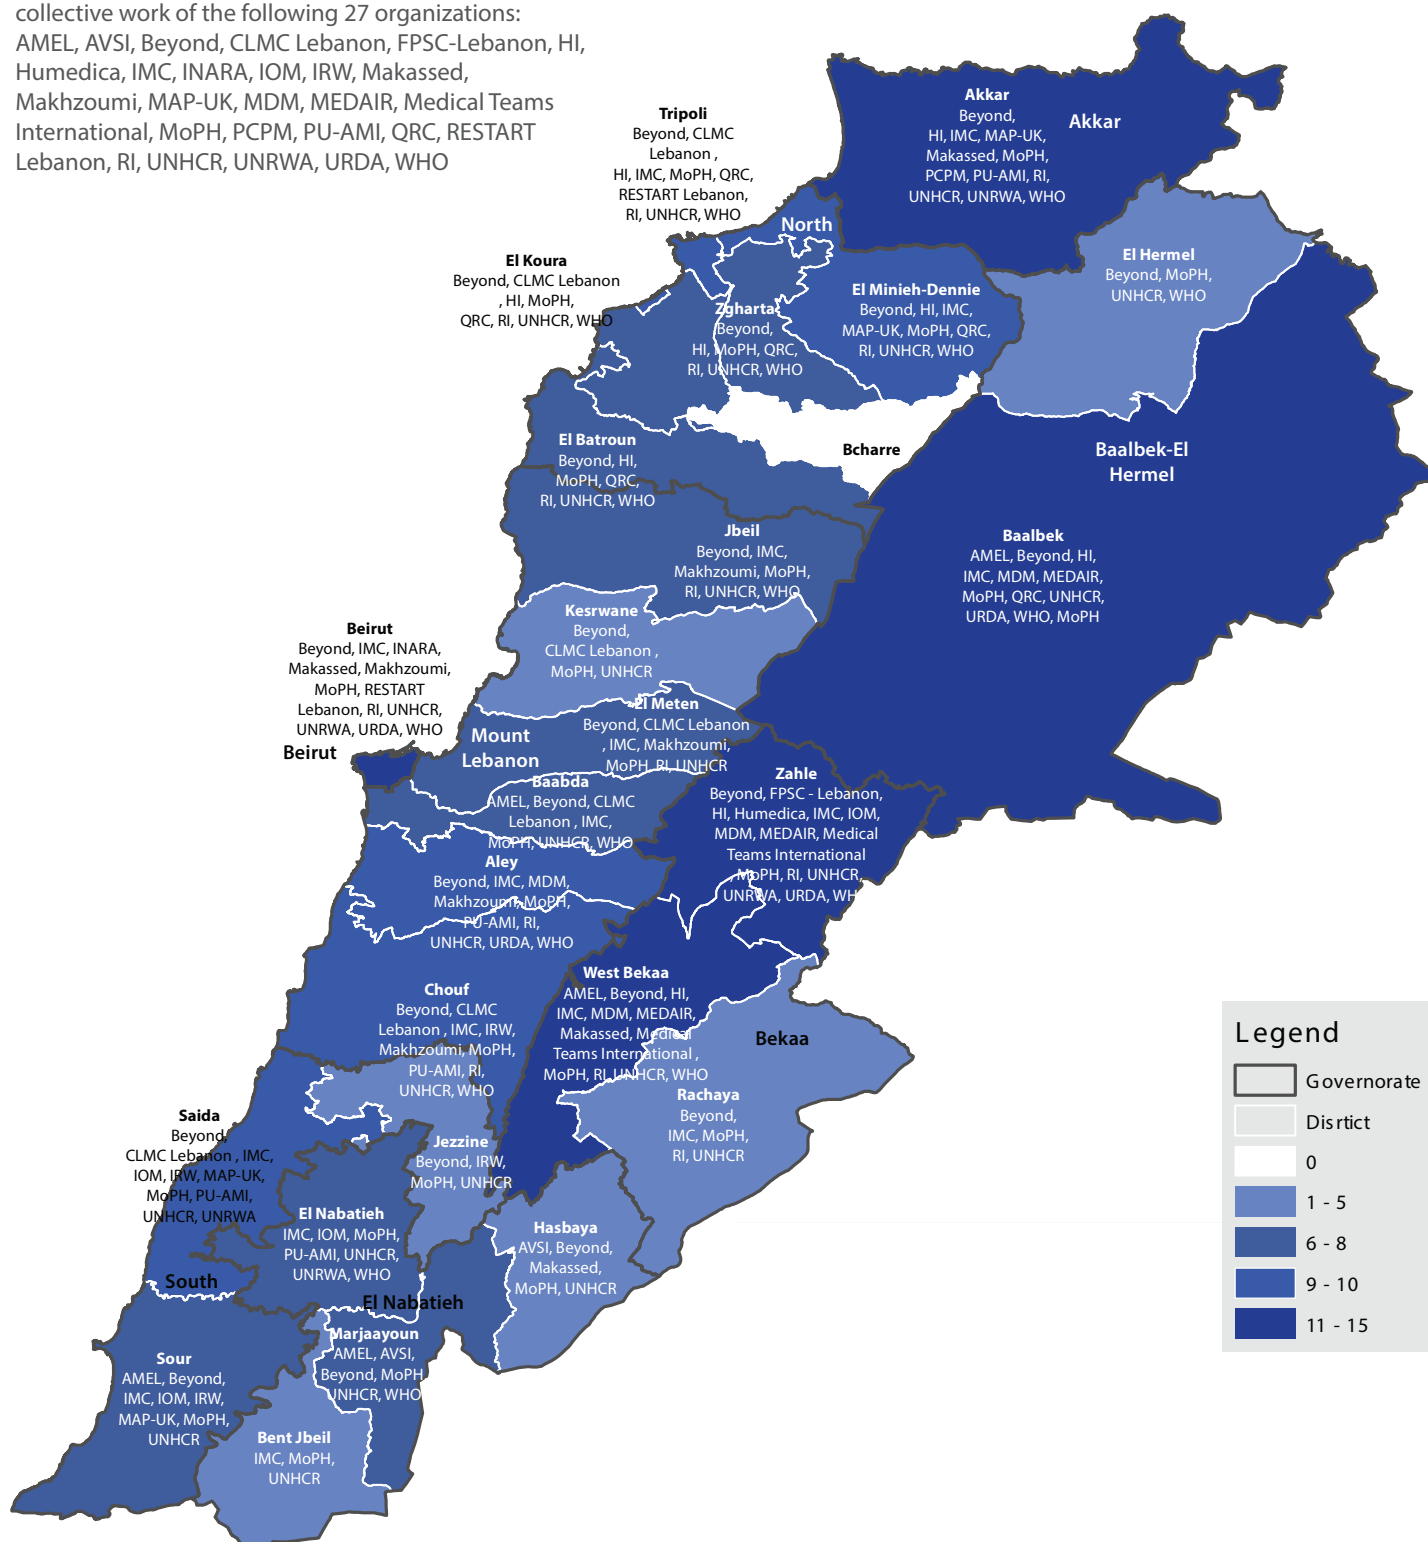 collective work of the following 27 organizations:
AMEL, AVSI, Beyond, CLMC Lebanon, FPSC-Lebanon, HI,
Humedica, IMC, INARA, IOM, IRW, Makassed,
Makhzoumi, MAP-UK, MDM, MEDAIR, Medical Teams
International, MoPH, PCPM, PU-AMI, QRC, RESTART
Lebanon, RI, UNHCR, UNRWA, URDA, WHO
Akkar
Beyond,
HI, IMC, MAP-UK,
Makassed, MoPH,
PCPM, PU-AMI, RI,
UNHCR, UNRWA, WHO
Akkar
Tripoli
Beyond, CLMC
Lebanon ,
HI, IMC, MoPH, QRC,
RESTART Lebanon,
RI, UNHCR, WHO
North
El Koura
Beyond, CLMC Lebanon
, HI, MoPH,
QRC, RI, UNHCR, WHO
El Hermel
Beyond, MoPH,
UNHCR, WHO
El Minieh-Dennie
Beyond, HI, IMC,
MAP-UK, MoPH, QRC,
RI, UNHCR, WHO
Zgharta
Beyond,
HI, MoPH, QRC,
RI, UNHCR, WHO
El Batroun
Beyond, HI,
MoPH, QRC,
RI, UNHCR, WHO
Bcharre
Baalbek-El
Hermel
Jbeil
Beyond, IMC,
Makhzoumi, MoPH,
RI, UNHCR, WHO
Baalbek
AMEL, Beyond, HI,
IMC, MDM, MEDAIR,
MoPH, QRC, UNHCR,
URDA, WHO, MoPH
Kesrwane
Beyond,
CLMC Lebanon ,
MoPH, UNHCR
Beirut
Beyond, IMC, INARA,
Makassed, Makhzoumi,
MoPH, RESTART
Lebanon, RI, UNHCR,
UNRWA, URDA, WHO
Beirut
El Meten
Beyond, CLMC Lebanon
, IMC, Makhzoumi,
MoPH, RI, UNHCR
Mount
Lebanon
Baabda
AMEL, Beyond, CLMC
Lebanon , IMC,
MoPH, UNHCR, WHO
Zahle
Beyond, FPSC - Lebanon,
HI, Humedica, IMC, IOM,
MDM, MEDAIR, Medical
Teams International
, MoPH, RI, UNHCR,
UNRWA, URDA, WH
Aley
Beyond, IMC, MDM,
Makhzoumi, MoPH,
PU-AMI, RI,
UNHCR, URDA, WHO
West Bekaa
AMEL, Beyond, HI,
IMC, MDM, MEDAIR,
Makassed, Medical
Teams International ,
MoPH, RI, UNHCR, WHO
Chouf
Beyond, CLMC
Lebanon , IMC, IRW,
Makhzoumi, MoPH,
PU-AMI, RI,
UNHCR, WHO
Bekaa
Rachaya
Beyond,
IMC, MoPH,
RI, UNHCR
Saida
Beyond,
CLMC Lebanon , IMC,
IOM, IRW, MAP-UK,
MoPH, PU-AMI,
UNHCR, UNRWA
Jezzine
Beyond, IRW,
MoPH, UNHCR
El Nabatieh
IMC, IOM, MoPH,
PU-AMI, UNHCR,
UNRWA, WHO
Hasbaya
AVSI, Beyond,
Makassed,
MoPH, UNHCR
South
El Nabatieh
Marjaayoun
AMEL, AVSI,
Beyond, MoPH
UNHCR, WHO
Sour
AMEL, Beyond,
IMC, IOM, IRW,
MAP-UK, MoPH,
UNHCR
Bent Jbeil
IMC, MoPH,
UNHCR
Legend
Governorate
Disrtict
0
1 - 5
6 - 8
9 - 10
11 - 15